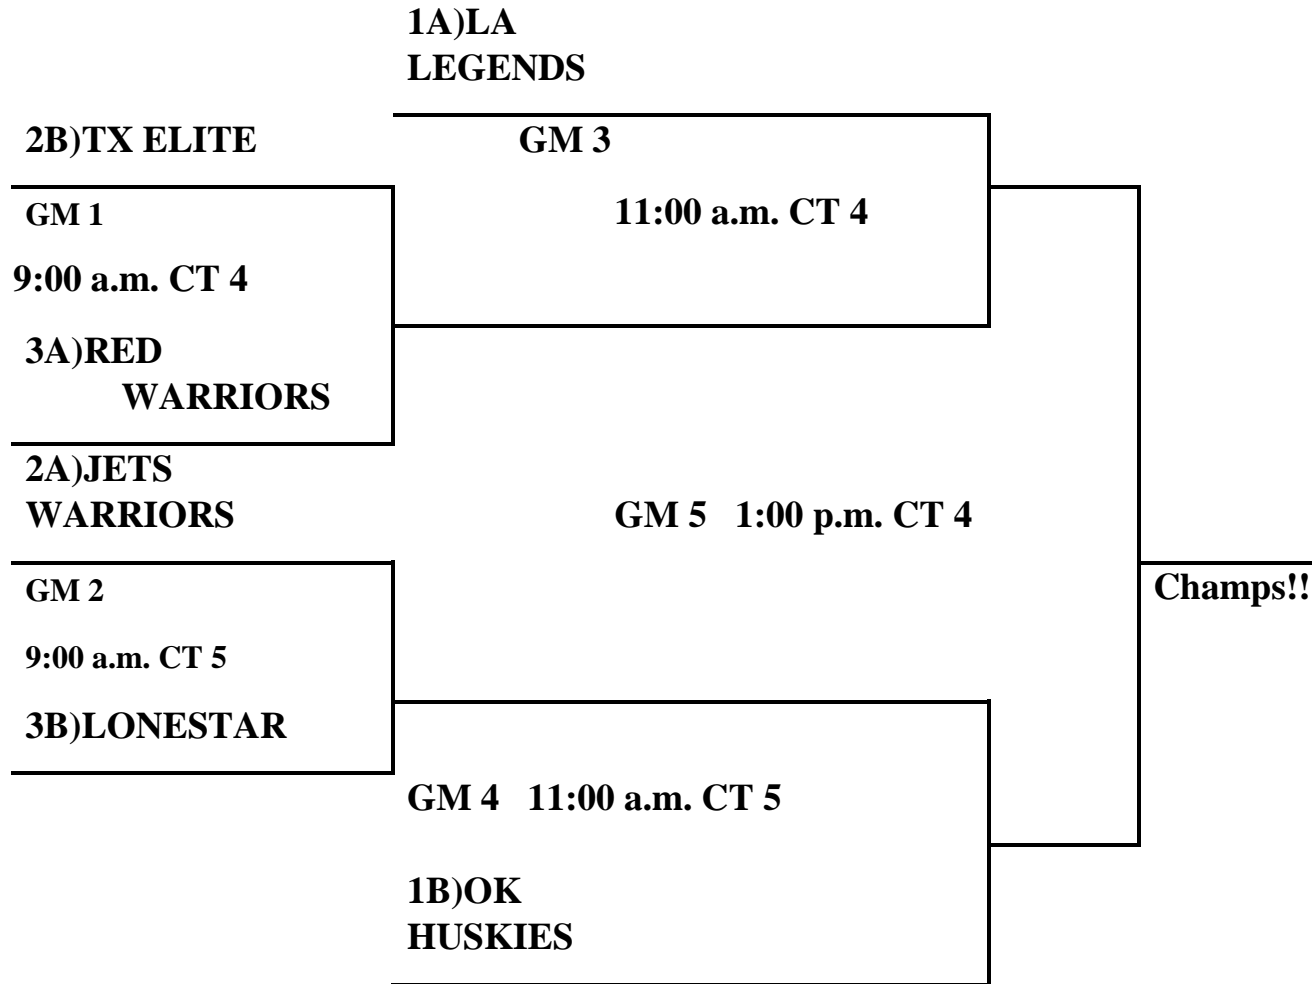 1A)LA
LEGENDS
2B)TX ELITE
GM 3
GM 1
11:00 a.m. CT 4
9:00 a.m. CT 4
3A)RED
WARRIORS
2A)JETS
WARRIORS
GM 5 1:00 p.m. CT 4
GM 2
Champs!!
9:00 a.m. CT 5
3B)LONESTAR
GM 4 11:00 a.m. CT 5
1B)OK
HUSKIES